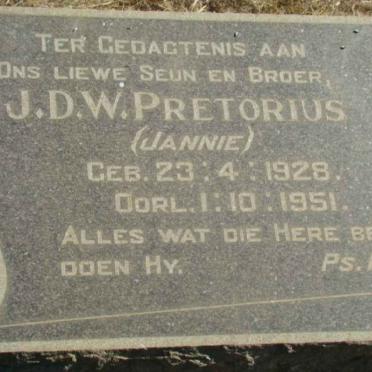 Ter Gedagtenis aan
Ons liewe Seun en Broer,
J.D.W. Pretorius
(Jannie)
Geb. 23:4:1928.
Oorl. 1:10:1951.
Alles wat die Here be
doen Hy. Ps.